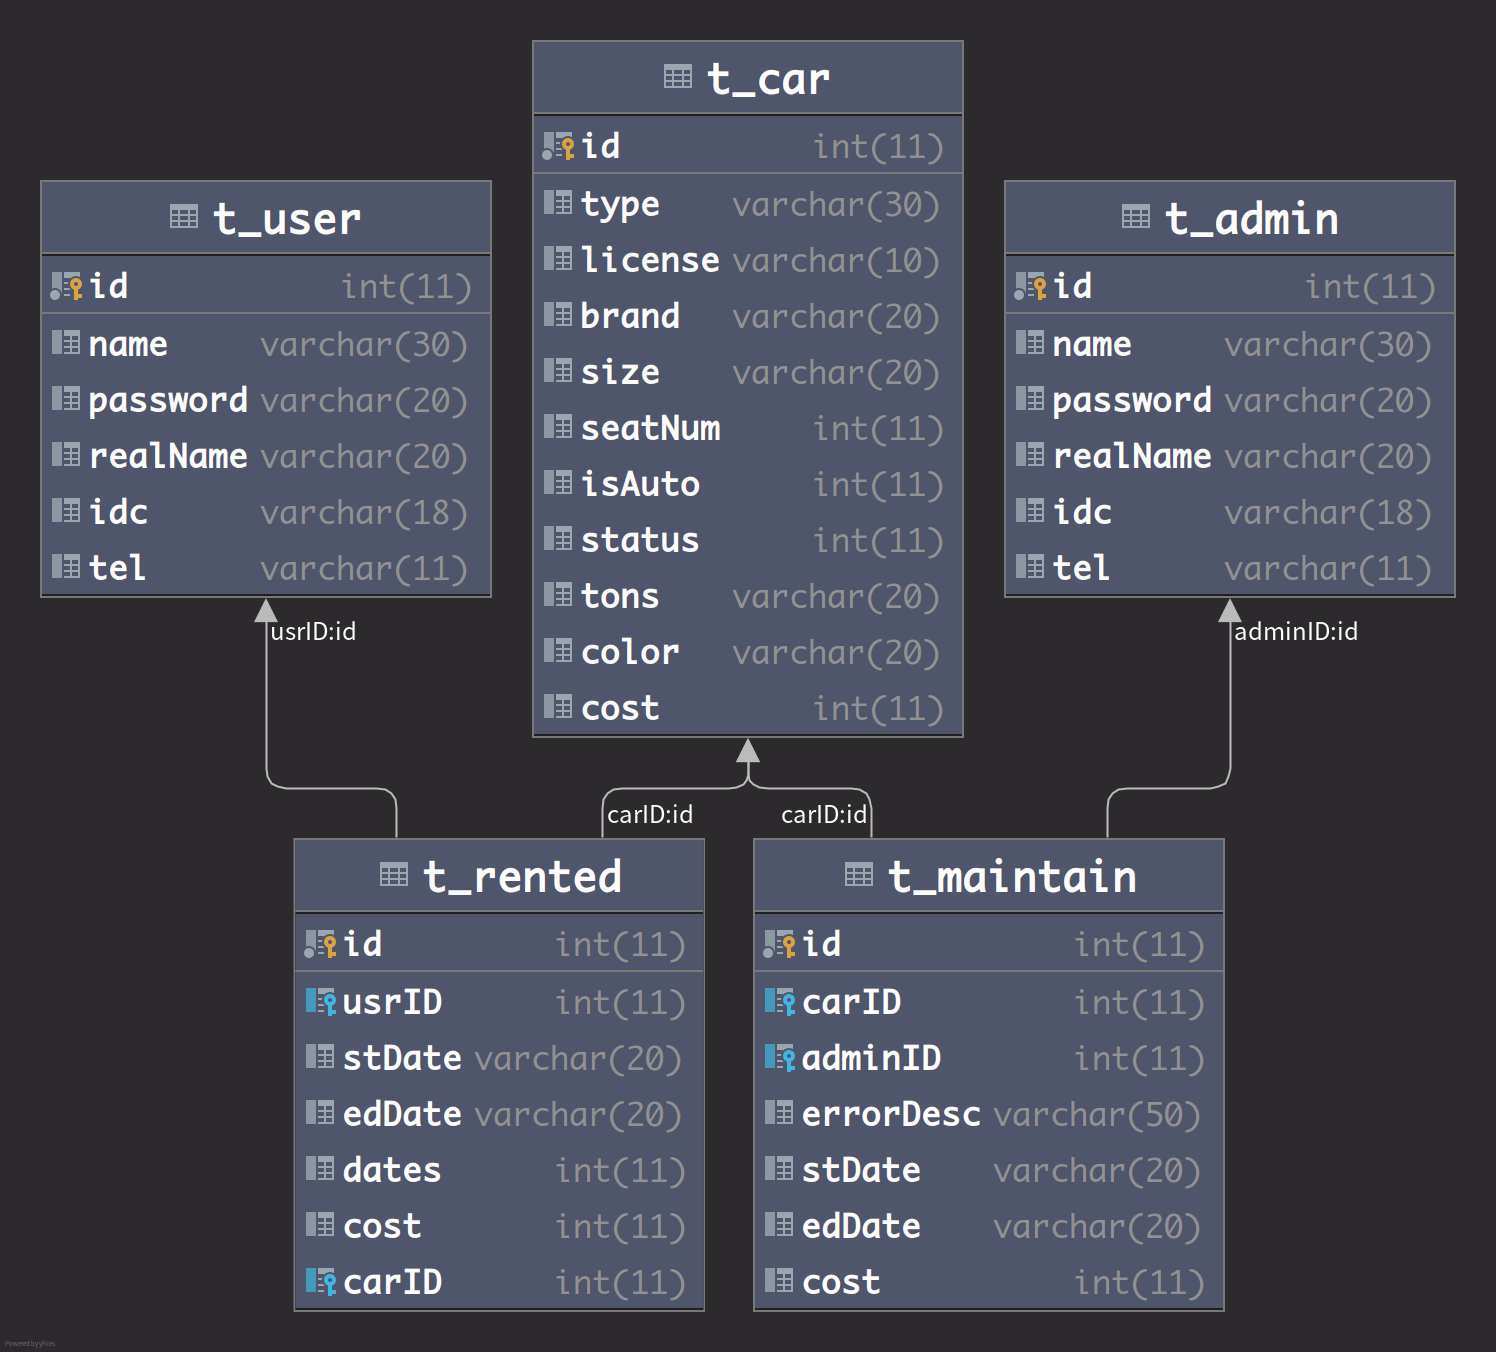 t_car
id int(11)
type varchar(30)
license varchar(10)
brand varchar(20)
size varchar(20)
seatNum int(11)
isAuto int(11)
status int(11)
tons varchar(20)
color varchar(20)
cost int(11)
t_user
id int(11)
name varchar(30)
password varchar(20)
realName varchar(20)
idc varchar(18)
tel varchar(11)
t_admin
id int(11)
name varchar(30)
password varchar(20)
realName varchar(20)
idc varchar(18)
tel varchar(11)
usrID:id
adminID:id
carID:id
carID:id
t_rented
id int(11)
usrID int(11)
stDate varchar(20)
edDate varchar(20)
dates int(11)
cost int(11)
carID int(11)
t_maintain
id int(11)
carID int(11)
adminID int(11)
errorDesc varchar(50)
stDate varchar(20)
edDate varchar(20)
cost int(11)
Powered by yFiles